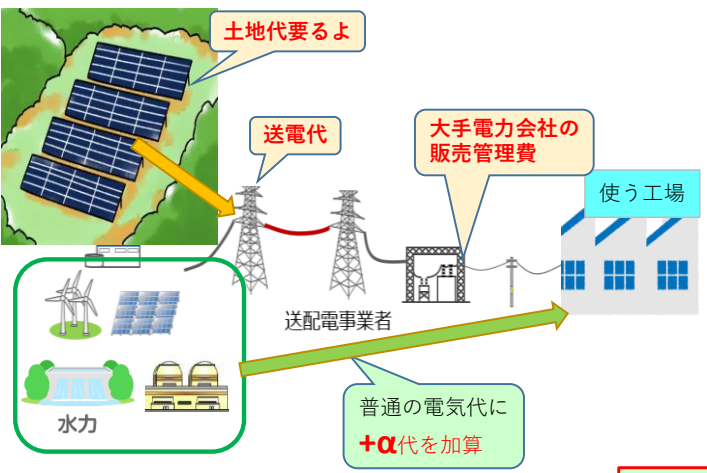 土地代要るよ
送電代
大手電力会社の
販売管理費
使う工場
送配電事業者
水力
普通の電気代に
+α代を加算